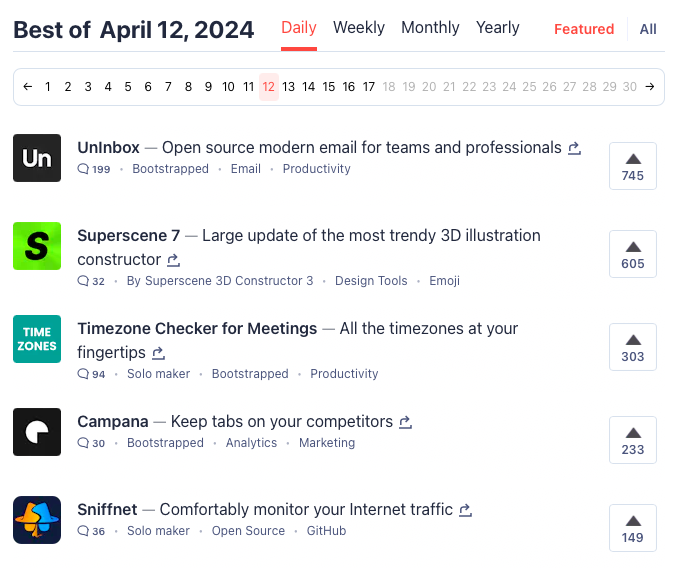 Best of April 12, 2024 Daily Weekly Monthly Yearly Featured All
← 1 2 3 4 5 6 7 8 9 10 11 12 13 14 15 16 17 18 19 20 21 22 23 24 25 26 27 28 29 30 →
Un
UnInbox — Open source modern email for teams and professionals
199 • Bootstrapped • Email • Productivity
745
S
Superscene 7 — Large update of the most trendy 3D illustration
constructor
32 • By Superscene 3D Constructor 3 • Design Tools • Emoji
605
TIME
ZONES
Timezone Checker for Meetings — All the timezones at your
fingertips
94 • Solo maker • Bootstrapped • Productivity
303
Campana — Keep tabs on your competitors
30 • Bootstrapped • Analytics • Marketing
233
Sniffnet — Comfortably monitor your Internet traffic
36 • Solo maker • Open Source • GitHub
149